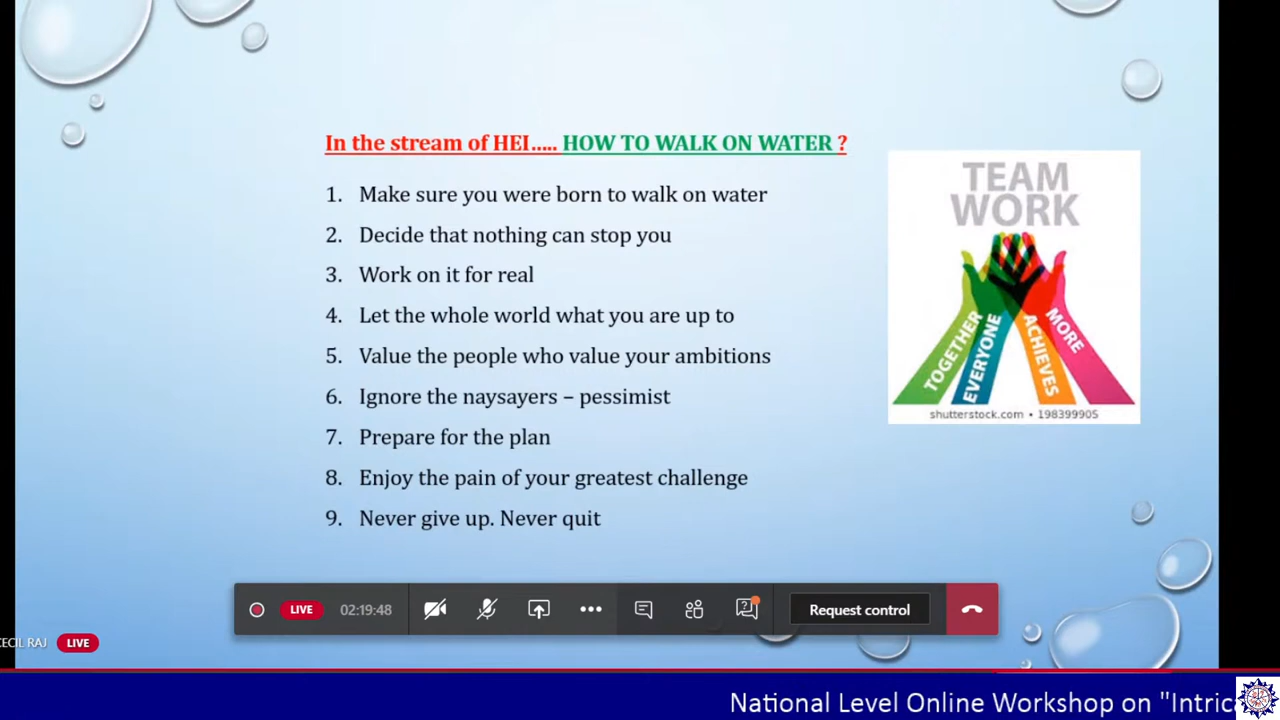 In the stream of HEI..... HOW TO WALK ON WATER ?
1. Make sure you were born to walk on water
2. Decide that nothing can stop you
3. Work on it for real
4. Let the whole world what you are up to
5. Value the people who value your ambitions
6. Ignore the naysayers – pessimist
7. Prepare for the plan
8. Enjoy the pain of your greatest challenge
9. Never give up. Never quit
TEAM
WORK
TOGETHER
EVERYONE
ACHIEVES
MORE
shutterstock.com • 198399905
LIVE 02:19:48 Request control
CECIL RAJ LIVE
National Level Online Workshop on "Intric